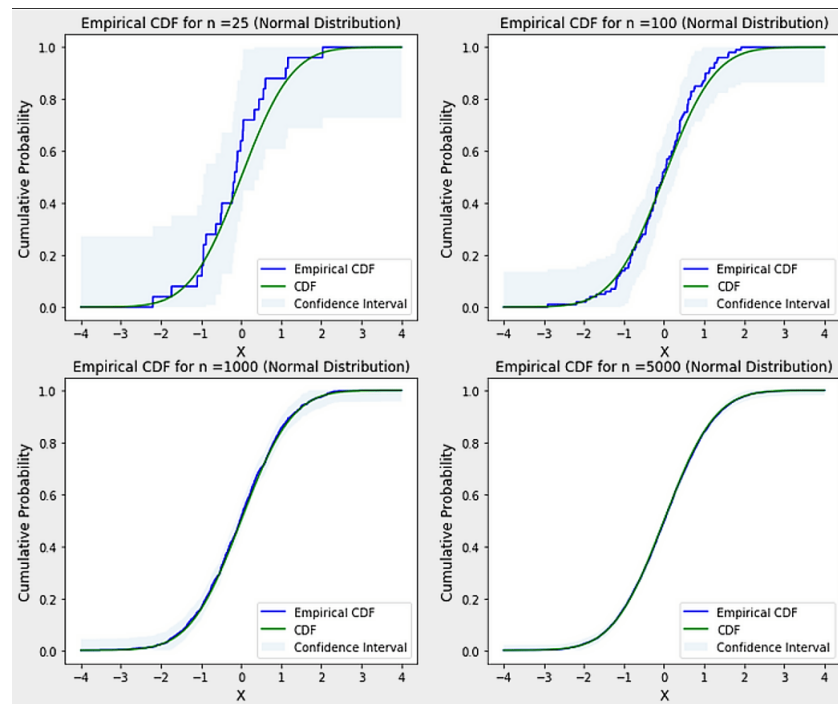 Empirical CDF for n =25 (Normal Distribution)
1.0
0.8
0.6
0.4
0.2
0.0
Cumulative Probability
Empirical CDF
CDF
Confidence Interval
−4 −3 −2 −1 0 1 2 3 4
X
Empirical CDF for n =100 (Normal Distribution)
1.0
0.8
0.6
0.4
0.2
0.0
Cumulative Probability
Empirical CDF
CDF
Confidence Interval
−4 −3 −2 −1 0 1 2 3 4
X
Empirical CDF for n =1000 (Normal Distribution)
1.0
0.8
0.6
0.4
0.2
0.0
Cumulative Probability
Empirical CDF
CDF
Confidence Interval
−4 −3 −2 −1 0 1 2 3 4
X
Empirical CDF for n =5000 (Normal Distribution)
1.0
0.8
0.6
0.4
0.2
0.0
Cumulative Probability
Empirical CDF
CDF
Confidence Interval
−4 −3 −2 −1 0 1 2 3 4
X